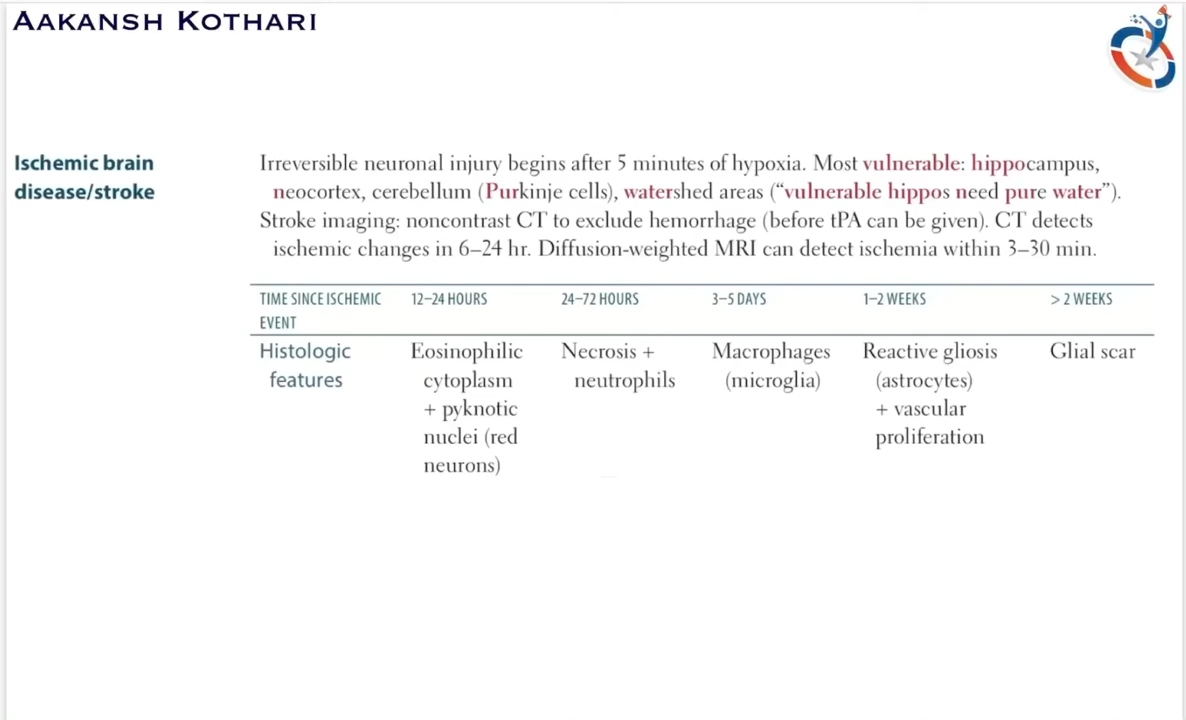 AAKANSH KOTHARI
Ischemic brain
disease/stroke
Irreversible neuronal injury begins after 5 minutes of hypoxia. Most vulnerable: hippocampus,
neocortex, cerebellum (Purkinje cells), watershed areas (“vulnerable hippos need pure water”).
Stroke imaging: noncontrast CT to exclude hemorrhage (before tPA can be given). CT detects
ischemic changes in 6–24 hr. Diffusion-weighted MRI can detect ischemia within 3–30 min.
TIME SINCE ISCHEMIC EVENT
12–24 HOURS
24–72 HOURS
3–5 DAYS
1–2 WEEKS
> 2 WEEKS
Histologic
features
Eosinophilic
cytoplasm
+ pyknotic
nuclei (red
neurons)
Necrosis +
neutrophils
Macrophages
(microglia)
Reactive gliosis
(astrocytes)
+ vascular
proliferation
Glial scar